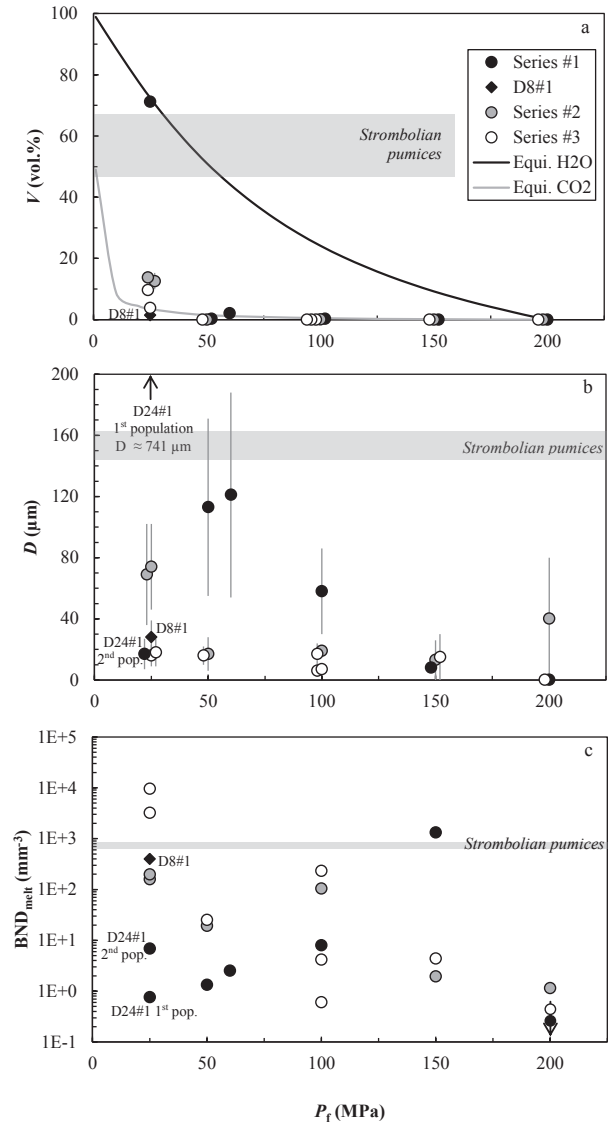 a
100
80
60
40
20
0
V (vol.%)
Series #1
D8#1
Series #2
Series #3
Equi. H2O
Equi. CO2
Strombolian
pumices
D8#1
0 50 100 150 200
b
200
160
120
80
40
0
D (μm)
D24#1
1st population
D ≈ 741 μm
Strombolian pumices
D8#1
D24#1
2nd pop.
0 50 100 150 200
c
1E+5
1E+4
1E+3
1E+2
1E+1
1E+0
1E-1
BNDmelt (mm-3)
Strombolian pumices
D8#1
D24#1
2nd pop.
D24#1 1st pop.
0 50 100 150 200
Pf (MPa)